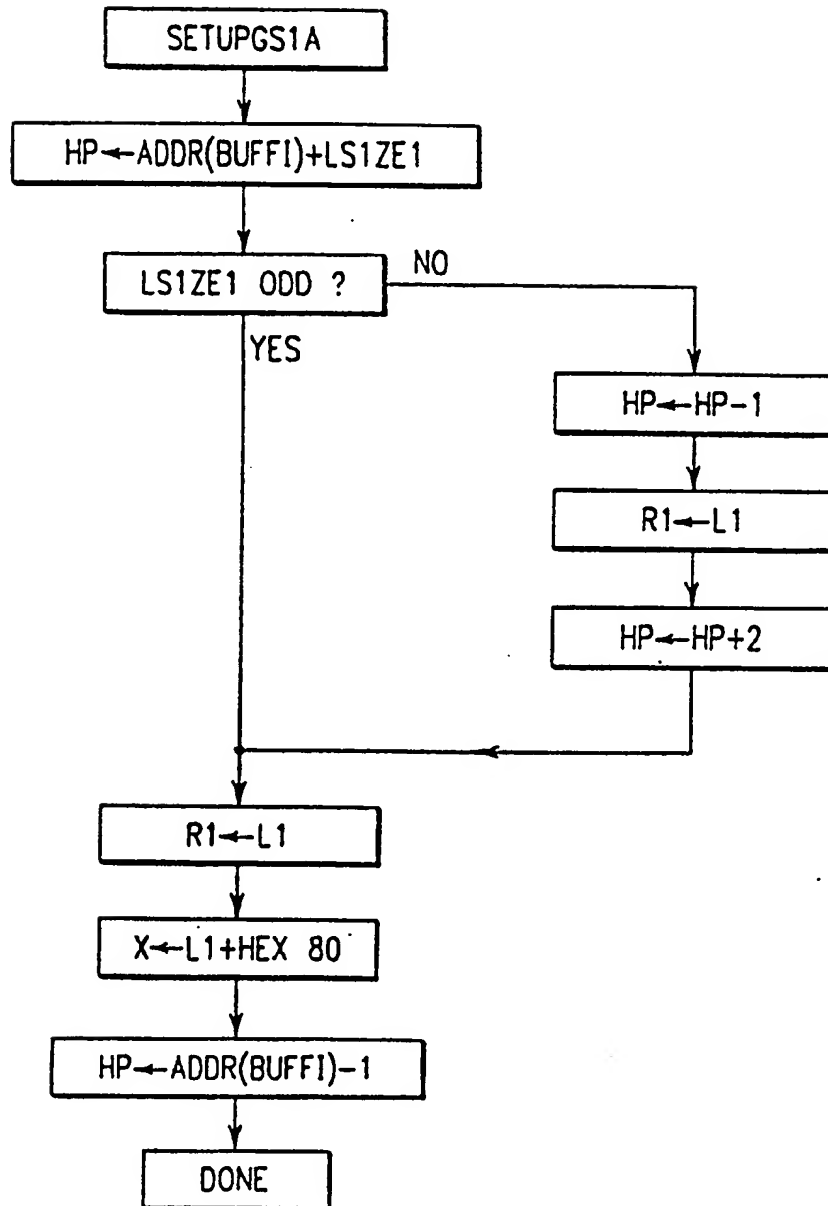 SETUPGS1A
HP←ADDR(BUFFI)+LS1ZE1
LS1ZE1 ODD ?
NO
YES
HP←HP-1
R1←L1
HP←HP+2
R1←L1
X←L1+HEX 80
HP←ADDR(BUFFI)-1
DONE